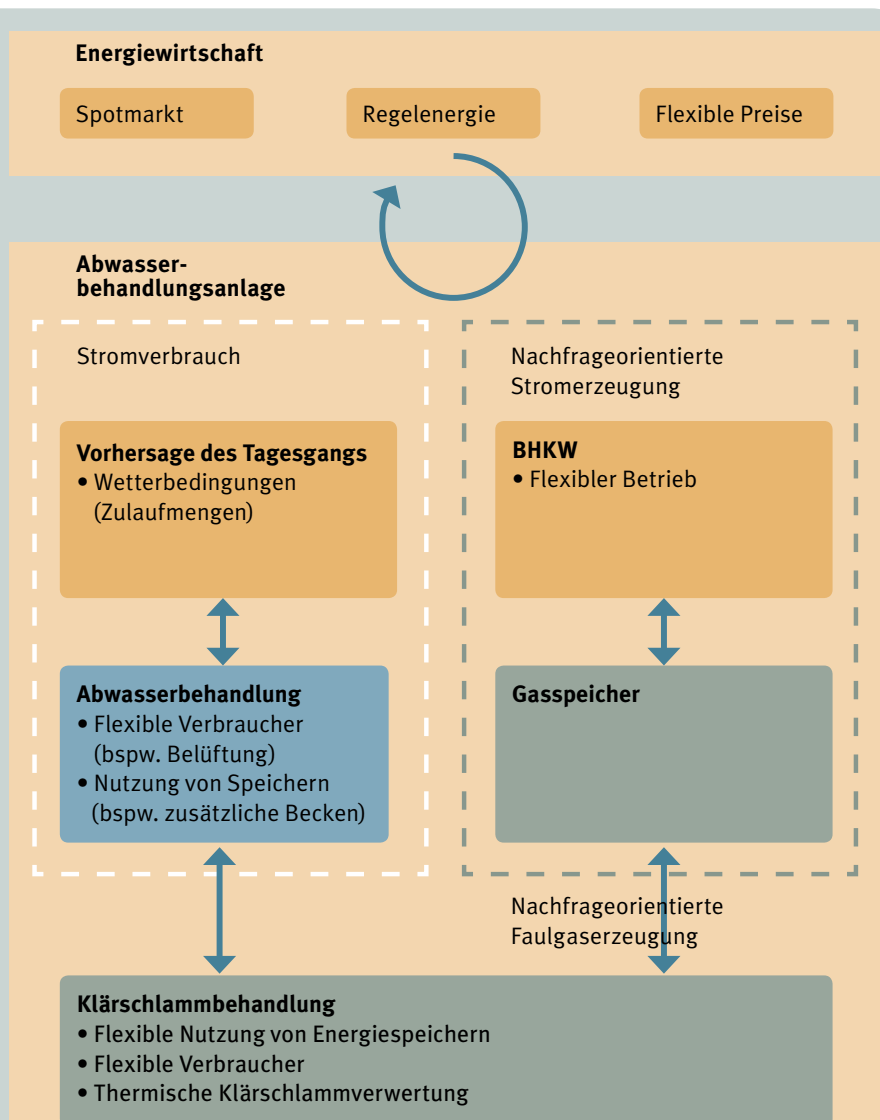 Energiewirtschaft
Spotmarkt
Regelenergie
Flexible Preise
Abwasser-
behandlungsanlage
Stromverbrauch
Vorhersage des Tagesgangs
• Wetterbedingungen
(Zulaufmengen)
Abwasserbehandlung
• Flexible Verbraucher
(bspw. Belüftung)
• Nutzung von Speichern
(bspw. zusätzliche Becken)
Nachfrageorientierte
Stromerzeugung
BHKW
• Flexibler Betrieb
Gasspeicher
Nachfrageorientierte
Faulgaserzeugung
Klärschlammbehandlung
• Flexible Nutzung von Energiespeichern
• Flexible Verbraucher
• Thermische Klärschlammverwertung